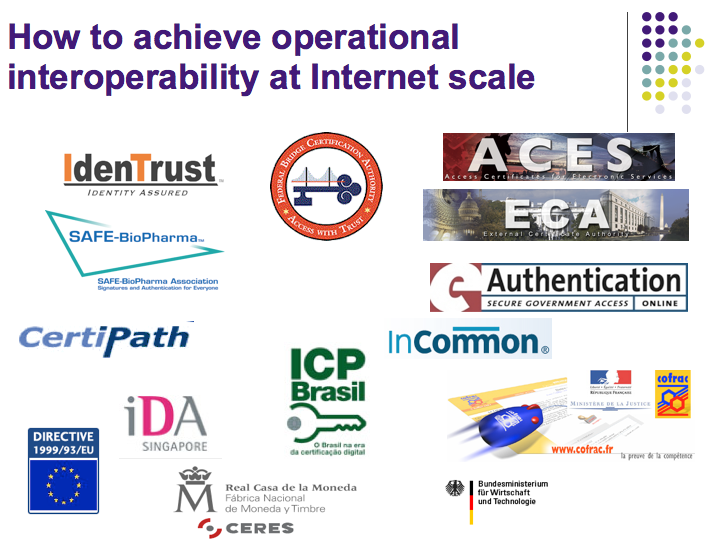 How to achieve operational
interoperability at Internet scale
IdenTrust™
IDENTITY ASSURED
FEDERAL BRIDGE CERTIFICATION AUTHORITY
ACCESS WITH TRUST
ACES
Access Certificates for Electronic Services
ECA
External Certificate Authority
SAFE-BioPharma™
SAFE-BioPharma Association
Signatures and Authentication for Everyone
eAuthentication
SECURE GOVERNMENT ACCESS ONLINE
CertiPath
InCommon®
ICP
Brasil
O Brasil na era
da certificação digital
iDA
SINGAPORE
RÉPUBLIQUE FRANÇAISE
MINISTÈRE DE LA JUSTICE
cofrac
www.cofrac.fr
la preuve de la compétence
DIRECTIVE
1999/93/EU
M
Real Casa de la Moneda
Fábrica Nacional
de Moneda y Timbre
CERES
Bundesministerium
für Wirtschaft
und Technologie